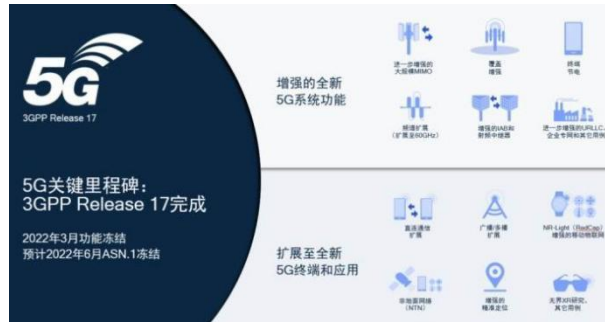 5G
3GPP Release 17
5G关键里程碑：
3GPP Release 17完成
2022年3月功能冻结
预计2022年6月ASN.1冻结
增强的全新
5G系统功能
进一步增强的
大规模MIMO
覆盖
增强
终端
节电
频谱扩展
(扩展至60GHz)
增强的IAB和
射频中继器
进一步增强的URLLC、
企业专网和其它用例
扩展至全新
5G终端和应用
直连通信
扩展
广播/多播
扩展
NR-Light (RedCap)
增强的移动物联网
非地面网络
(NTN)
增强的
精准定位
无界XR研究、
其它用例